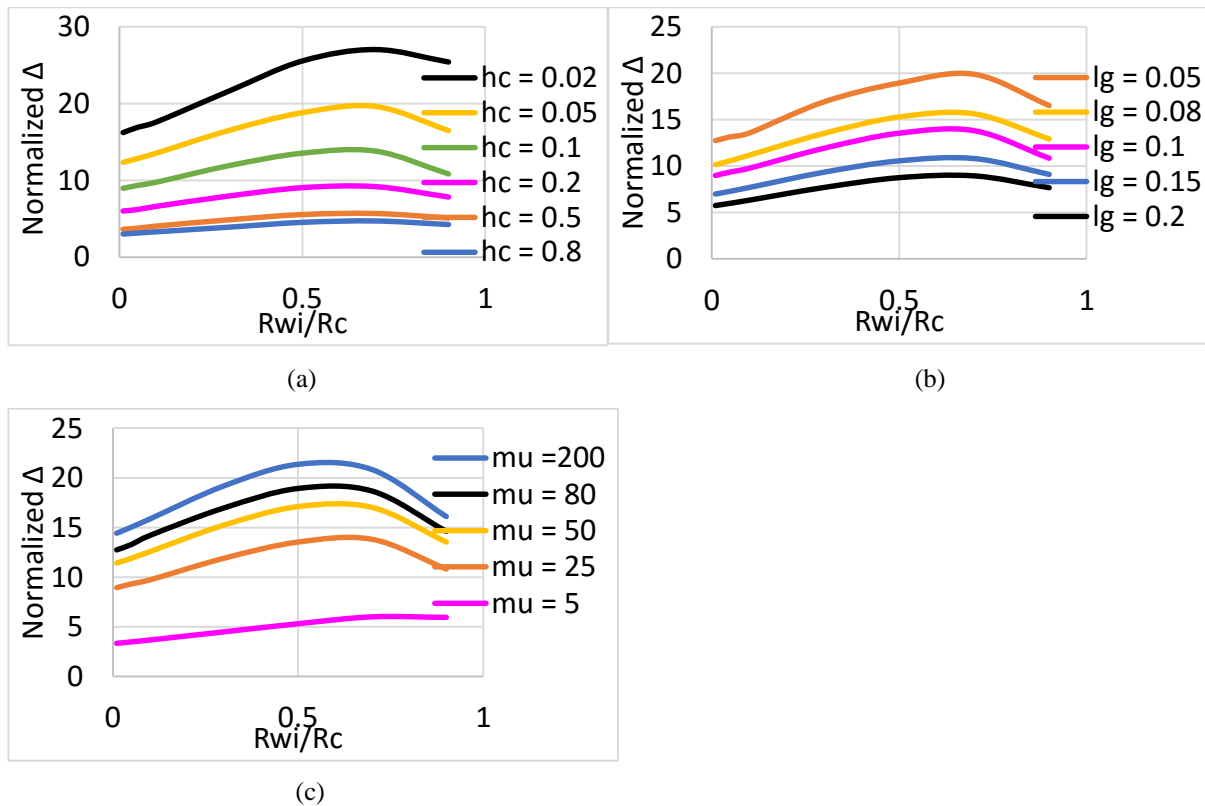 30
20
10
0
Normalized Δ
0
0.5
1
Rwi/Rc
hc = 0.02
hc = 0.05
hc = 0.1
hc = 0.2
hc = 0.5
hc = 0.8
(a)
25
20
15
10
5
0
Normalized Δ
0
0.5
1
Rwi/Rc
lg = 0.05
lg = 0.08
lg = 0.1
lg = 0.15
lg = 0.2
(b)
25
20
15
10
5
0
Normalized Δ
0
0.5
1
Rwi/Rc
mu =200
mu = 80
mu = 50
mu = 25
mu = 5
(c)